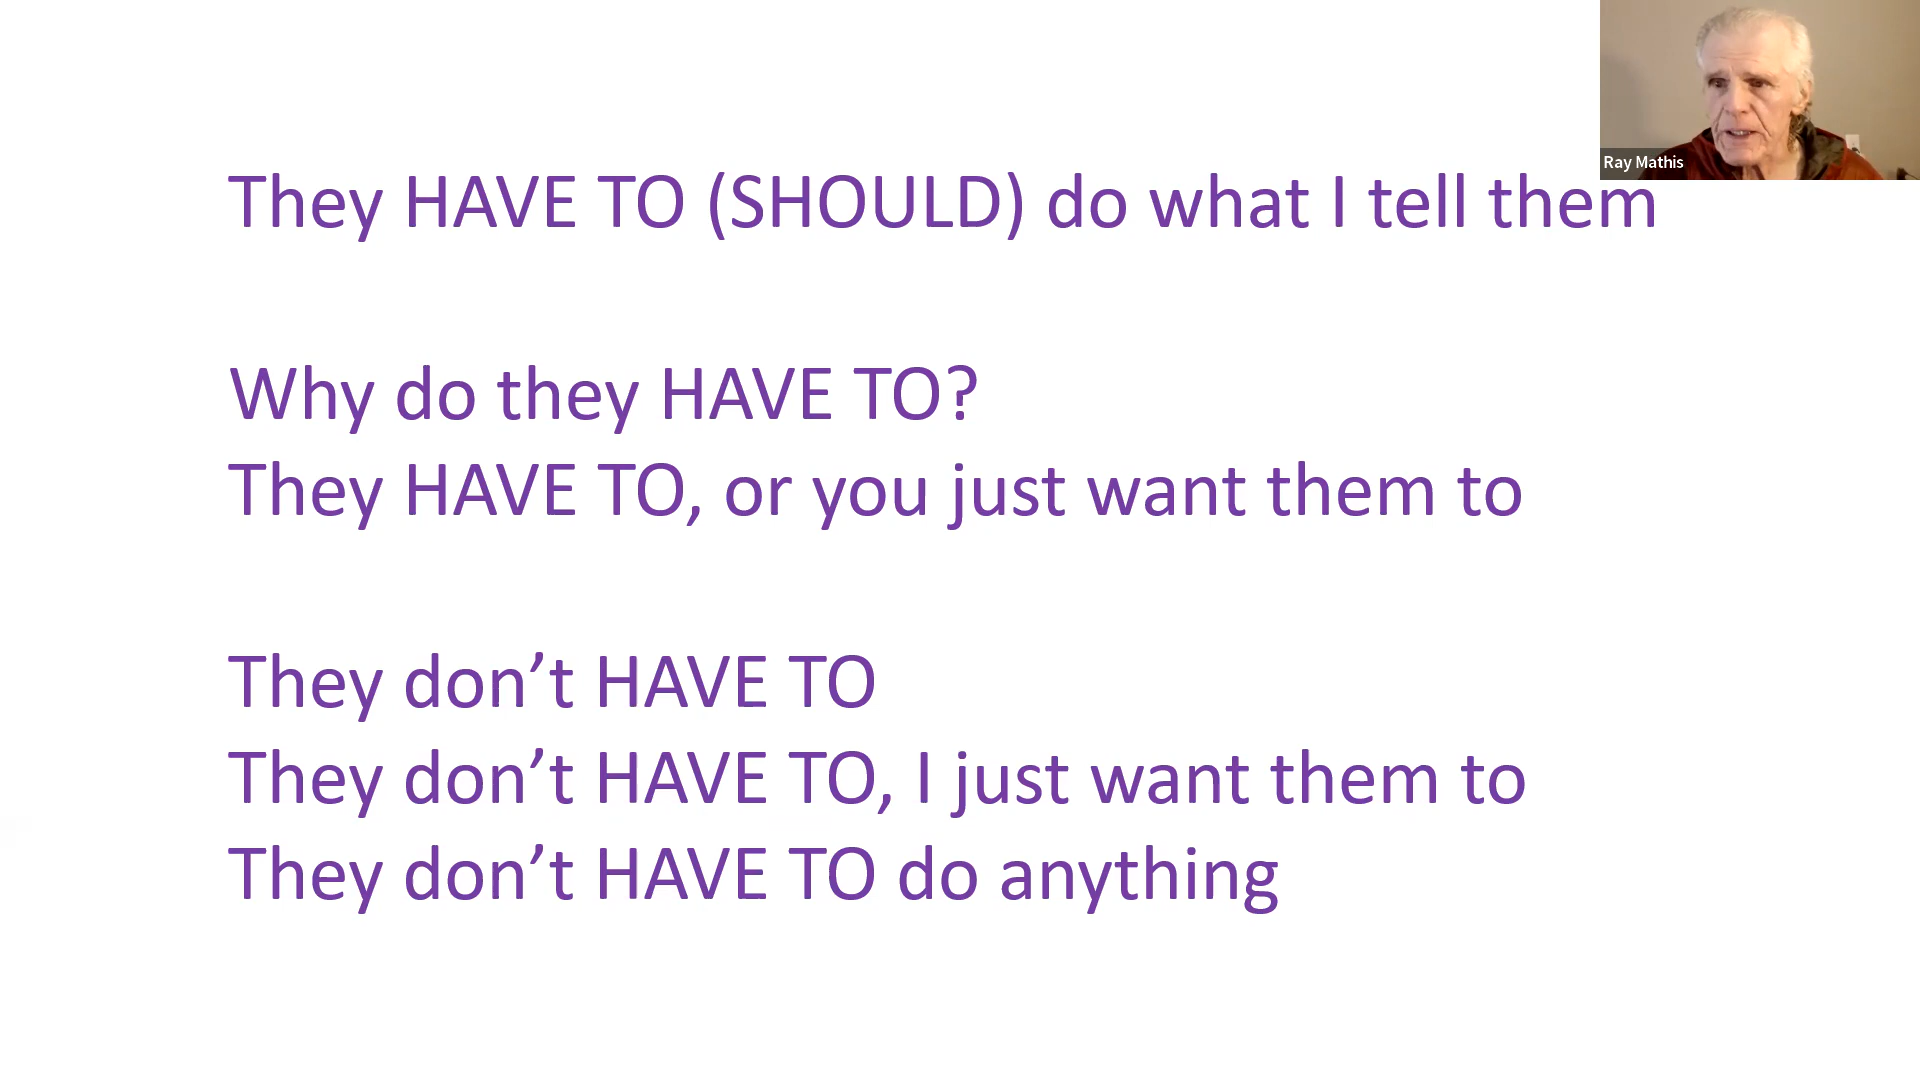 Ray Mathis
They HAVE TO (SHOULD) do what I tell them
Why do they HAVE TO?
They HAVE TO, or you just want them to
They don’t HAVE TO
They don’t HAVE TO, I just want them to
They don’t HAVE TO do anything